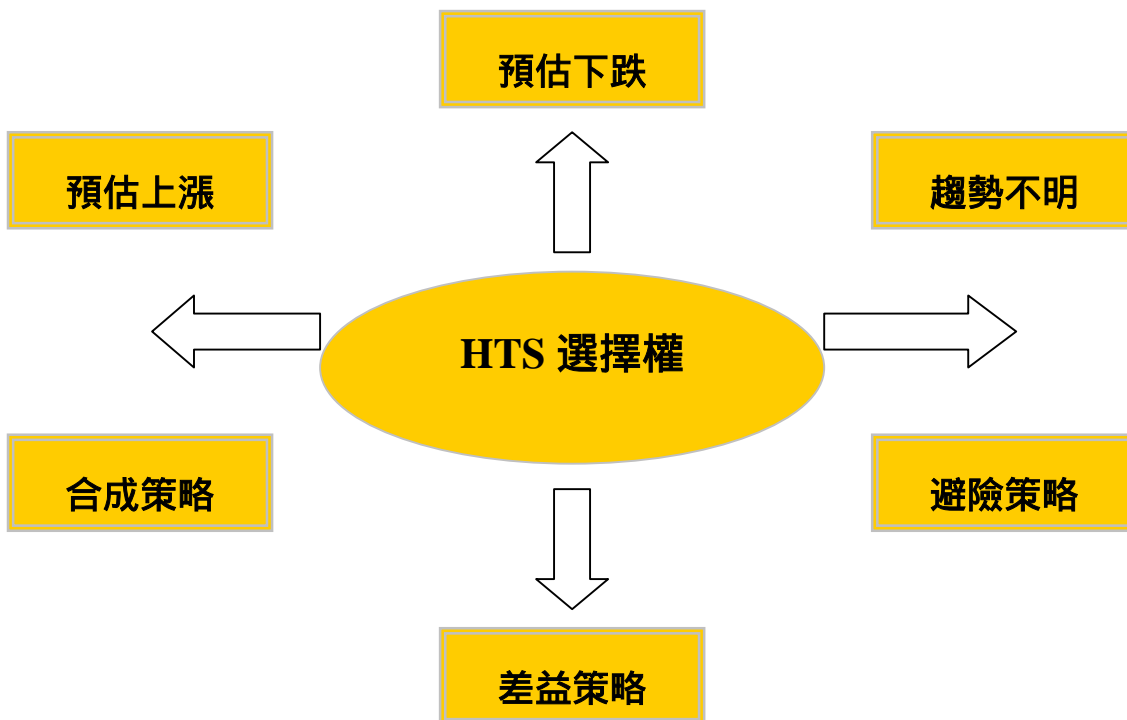 預估下跌
預估上漲
趨勢不明
HTS 選擇權
合成策略
避險策略
差益策略